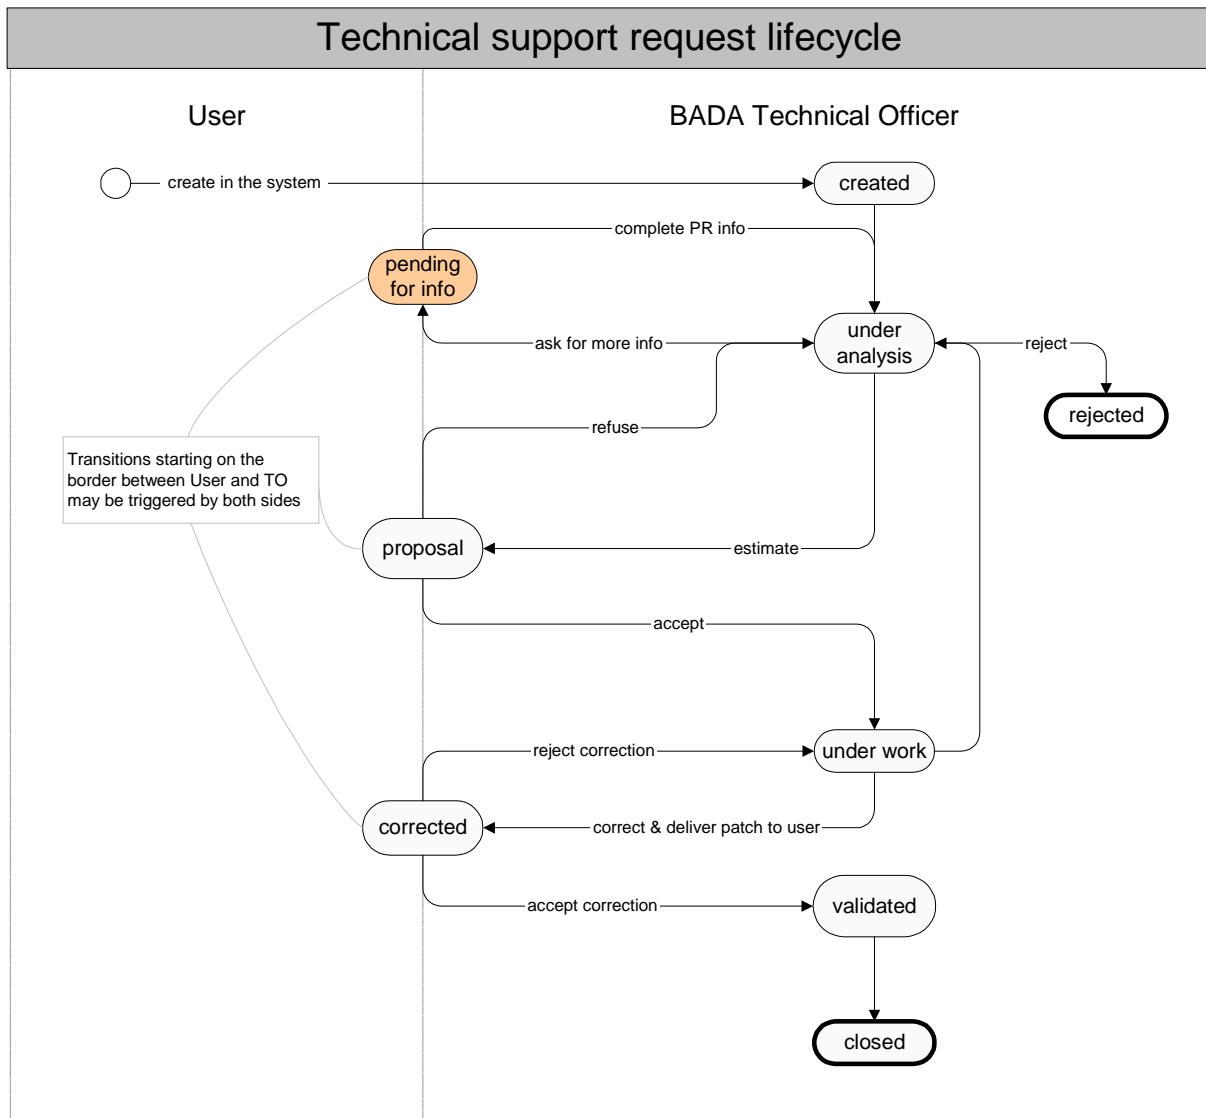 Technical support request lifecycle
User
BADA Technical Officer
create in the system
created
complete PR info
pending
for info
under
analysis
ask for more info
reject
rejected
refuse
Transitions starting on the
border between User and TO
may be triggered by both sides
proposal
estimate
accept
reject correction
under work
corrected
correct & deliver patch to user
accept correction
validated
closed